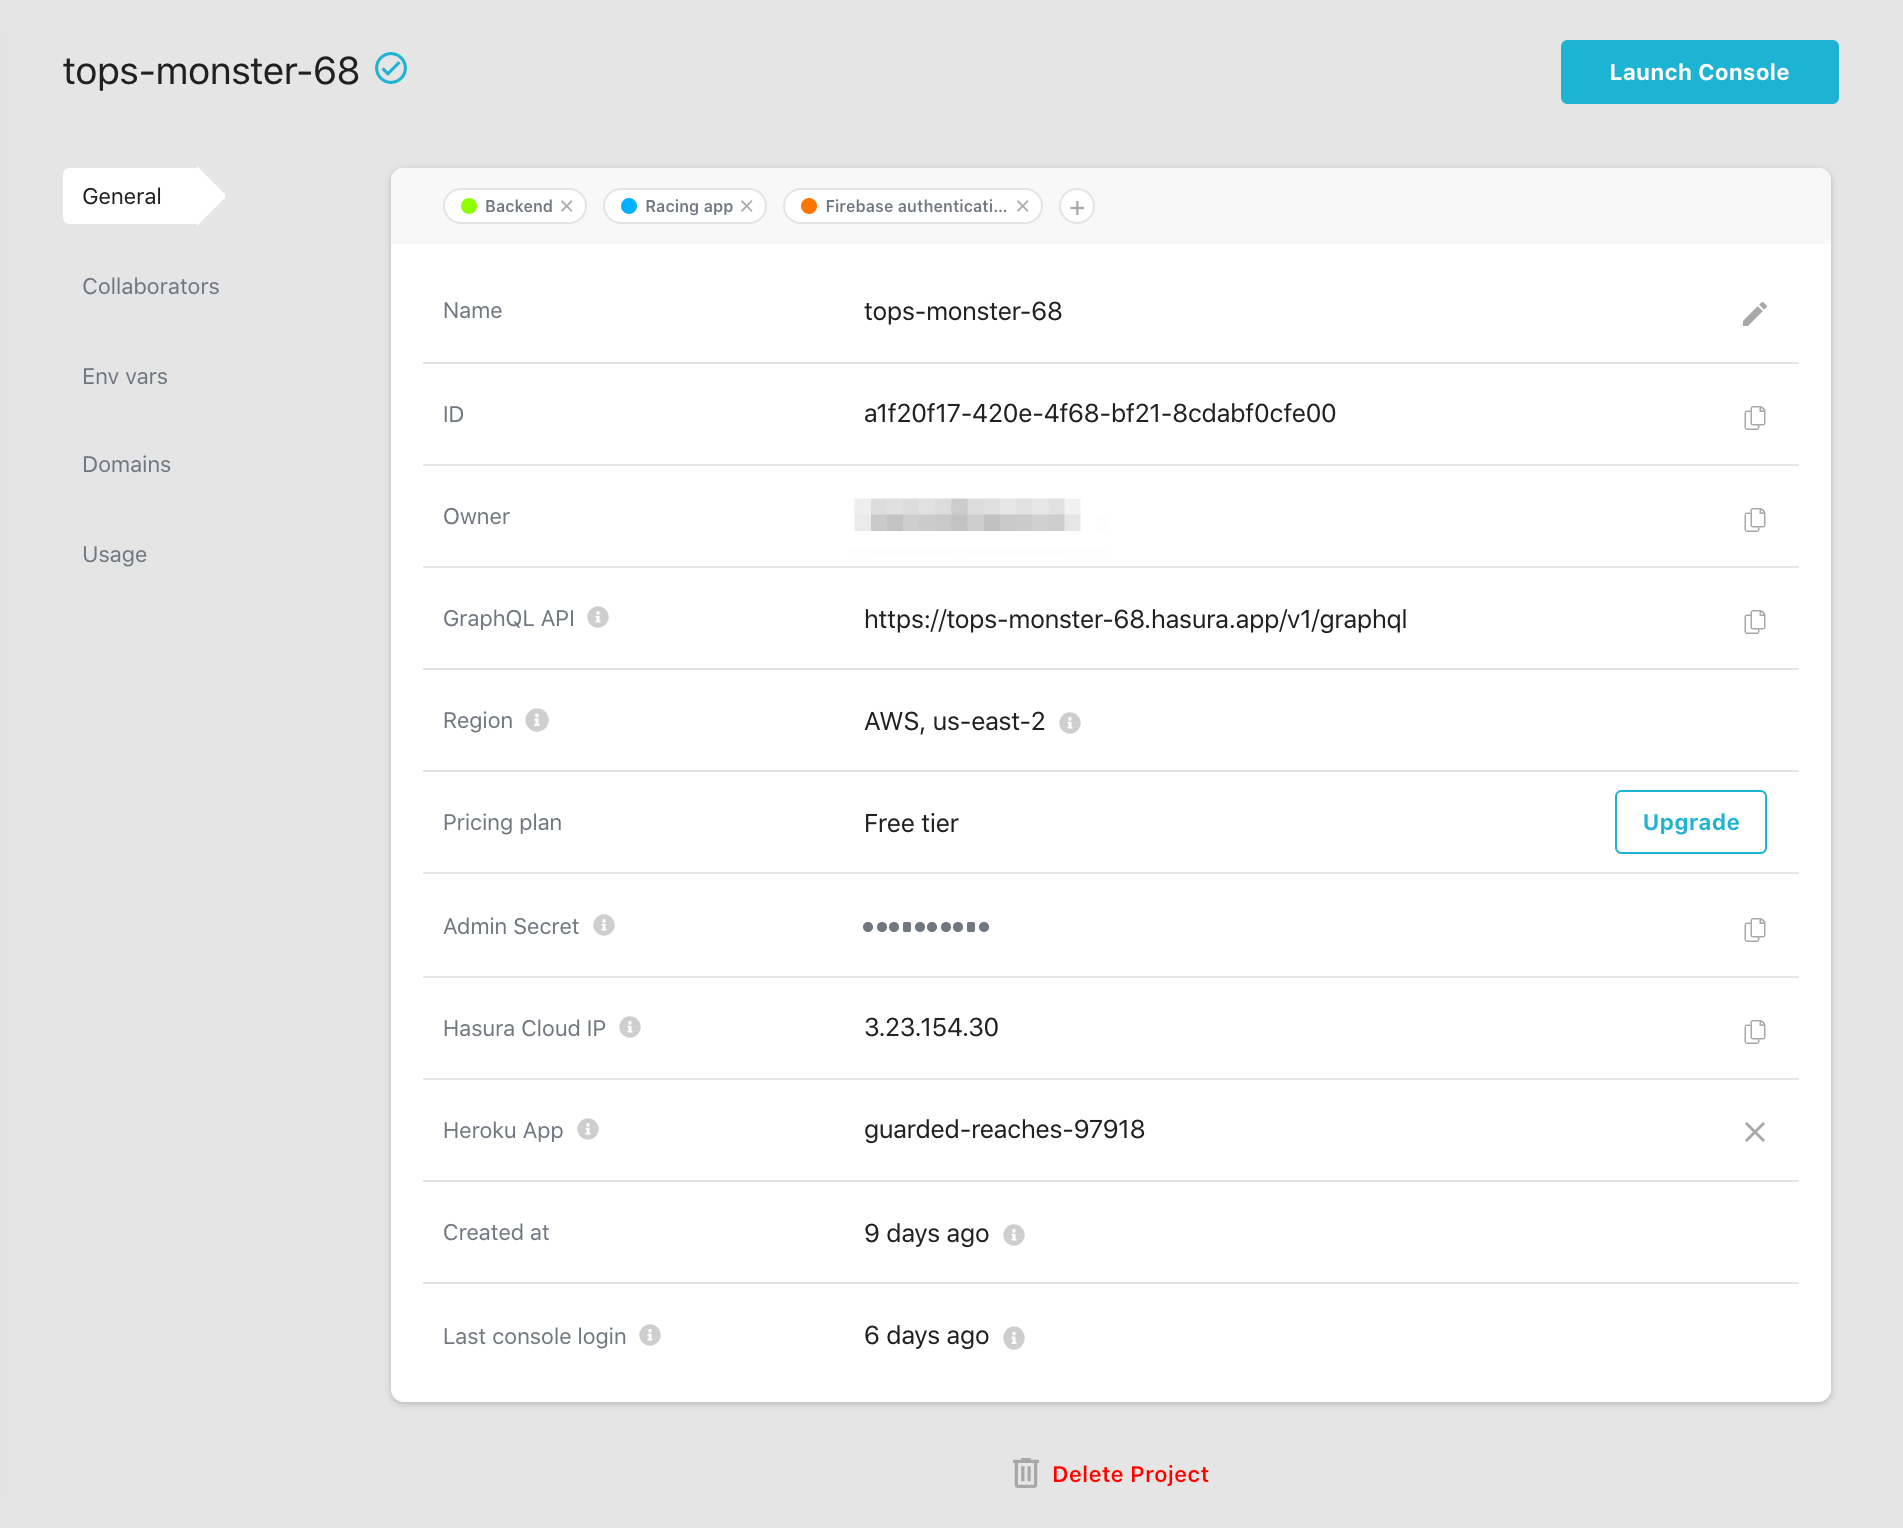 tops-monster-68
Launch Console
General
Collaborators
Env vars
Domains
Usage
Backend
Racing app
Firebase authenticati...
Name
tops-monster-68
ID
a1f20f17-420e-4f68-bf21-8cdabf0cfe00
Owner
GraphQL API
https://tops-monster-68.hasura.app/v1/graphql
Region
AWS, us-east-2
Pricing plan
Free tier
Upgrade
Admin Secret
Hasura Cloud IP
3.23.154.30
Heroku App
guarded-reaches-97918
Created at
9 days ago
Last console login
6 days ago
Delete Project